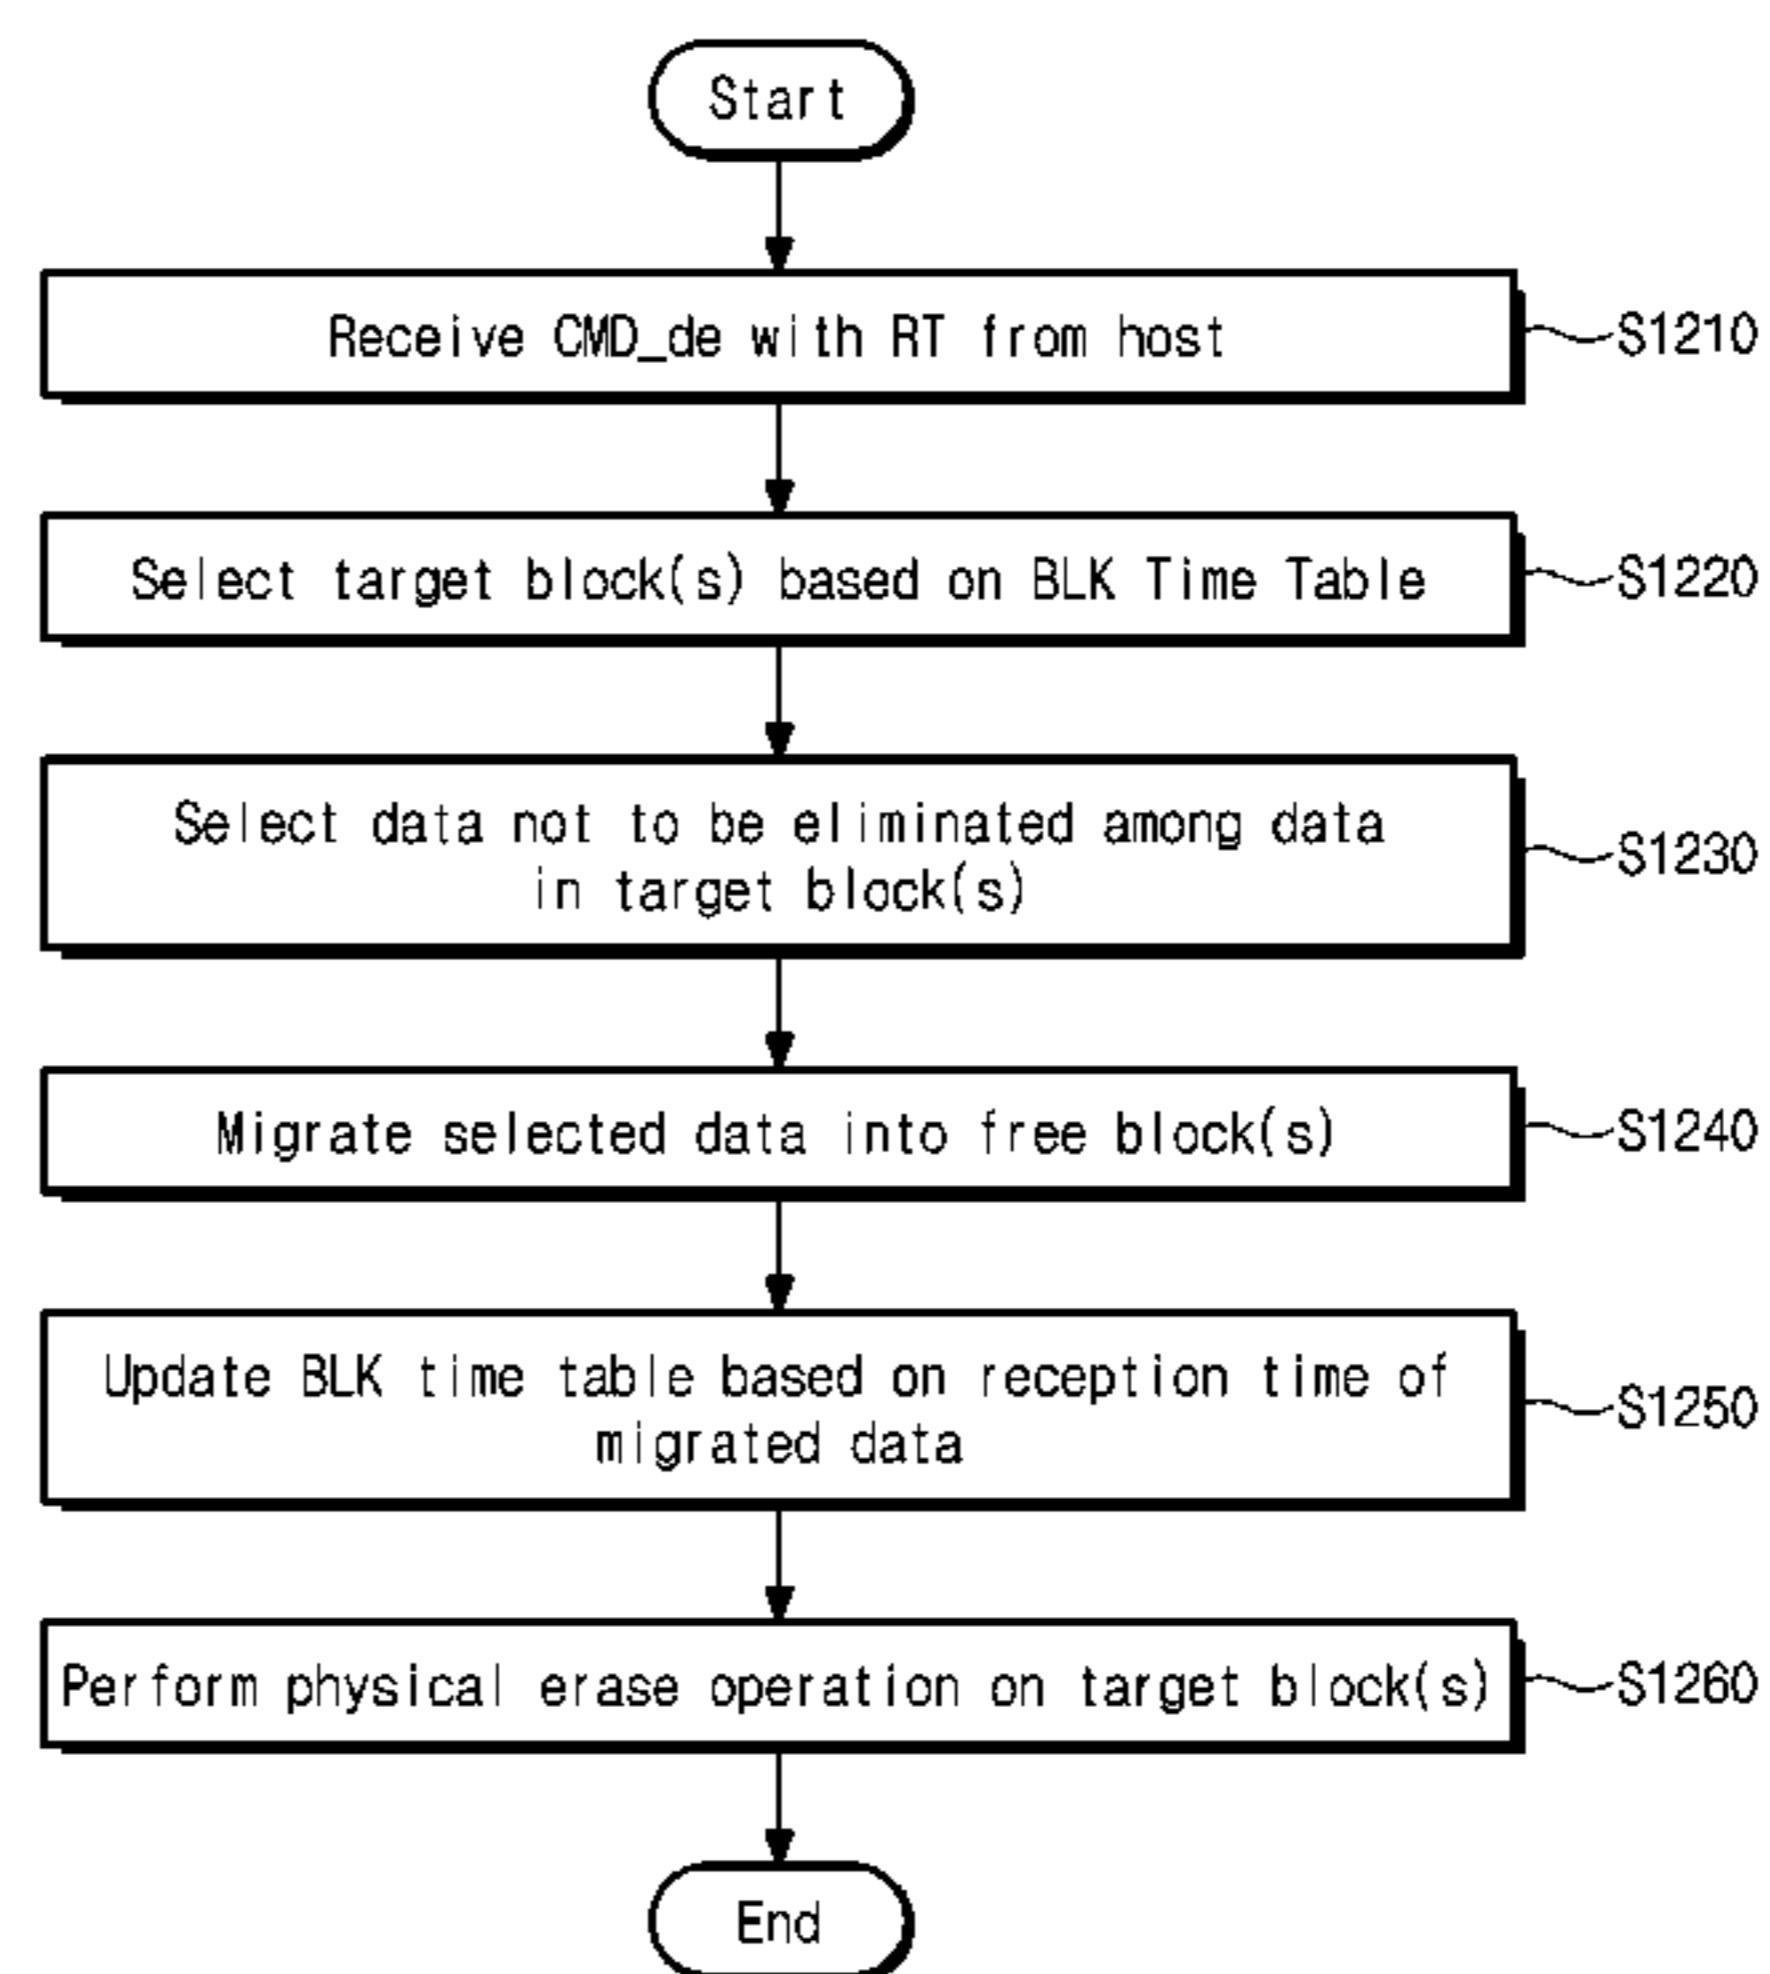 Start
Receive CMD_de with RT from host
S1210
Select target block(s) based on BLK Time Table
S1220
Select data not to be eliminated among data
in target block(s)
S1230
Migrate selected data into free block(s)
S1240
Update BLK time table based on reception time of
migrated data
S1250
Perform physical erase operation on target block(s)
S1260
End